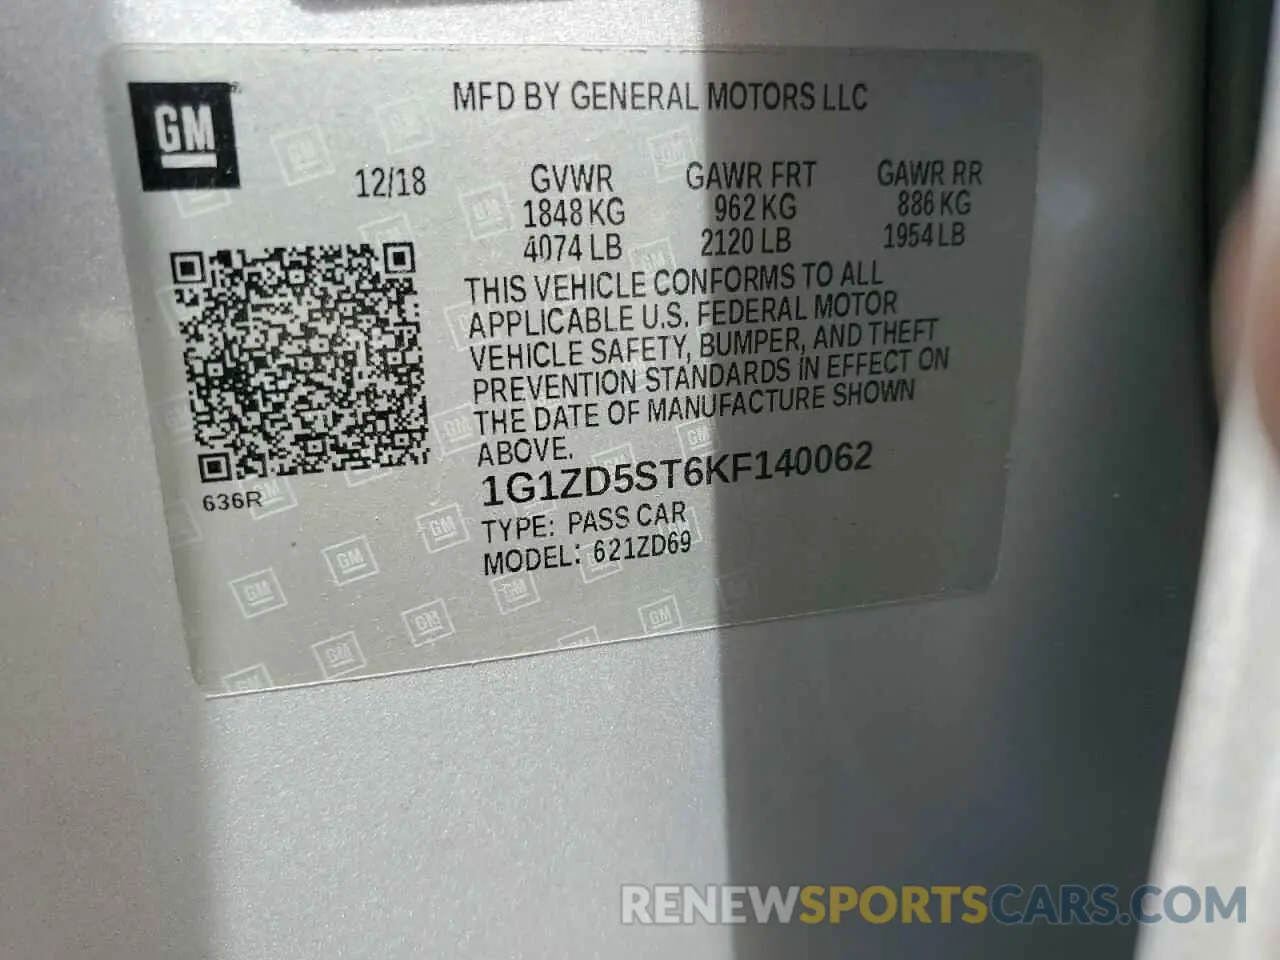 GM
MFD BY GENERAL MOTORS LLC
12/18 GVWR GAWR FRT GAWR RR
1848 KG 962 KG 886 KG
4074 LB 2120 LB 1954 LB
THIS VEHICLE CONFORMS TO ALL
APPLICABLE U.S. FEDERAL MOTOR
VEHICLE SAFETY, BUMPER, AND THEFT
PREVENTION STANDARDS IN EFFECT ON
THE DATE OF MANUFACTURE SHOWN
ABOVE.
636R
1G1ZD5ST6KF140062
TYPE: PASS CAR
MODEL: 621ZD69
RENEWSPORTSCARS.COM